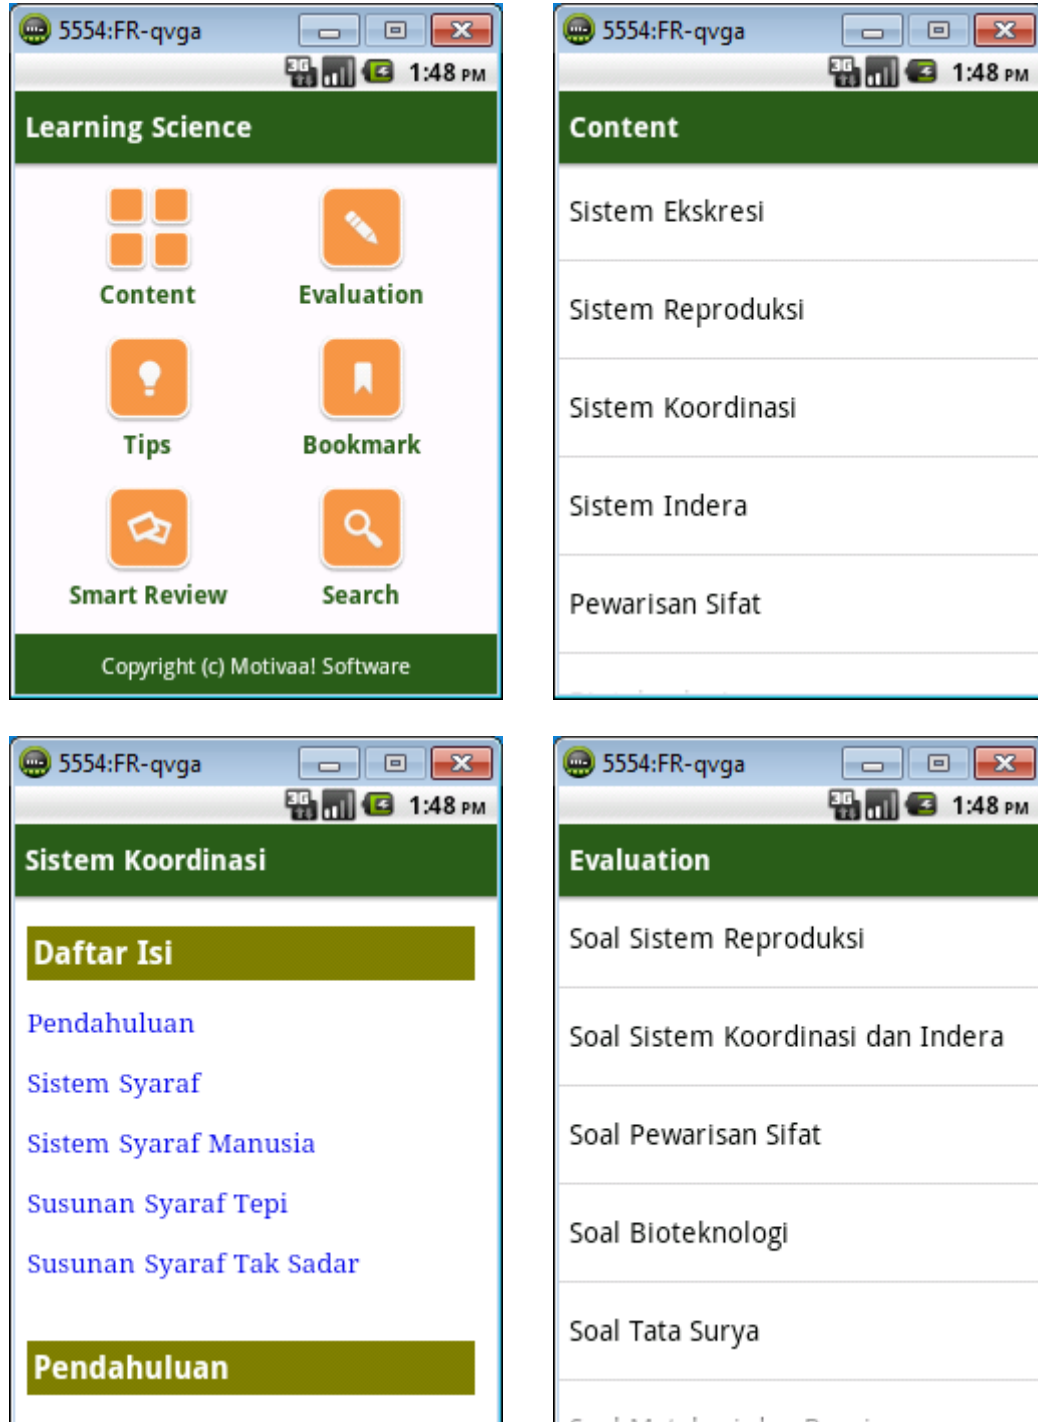 5554:FR-qvga
3G 1:48 PM
Learning Science
Content
Evaluation
Tips
Bookmark
Smart Review
Search
Copyright (c) Motivaa! Software
5554:FR-qvga
3G 1:48 PM
Content
Sistem Ekskresi
Sistem Reproduksi
Sistem Koordinasi
Sistem Indera
Pewarisan Sifat
5554:FR-qvga
3G 1:48 PM
Sistem Koordinasi
Daftar Isi
Pendahuluan
Sistem Syaraf
Sistem Syaraf Manusia
Susunan Syaraf Tepi
Susunan Syaraf Tak Sadar
Pendahuluan
5554:FR-qvga
3G 1:48 PM
Evaluation
Soal Sistem Reproduksi
Soal Sistem Koordinasi dan Indera
Soal Pewarisan Sifat
Soal Bioteknologi
Soal Tata Surya